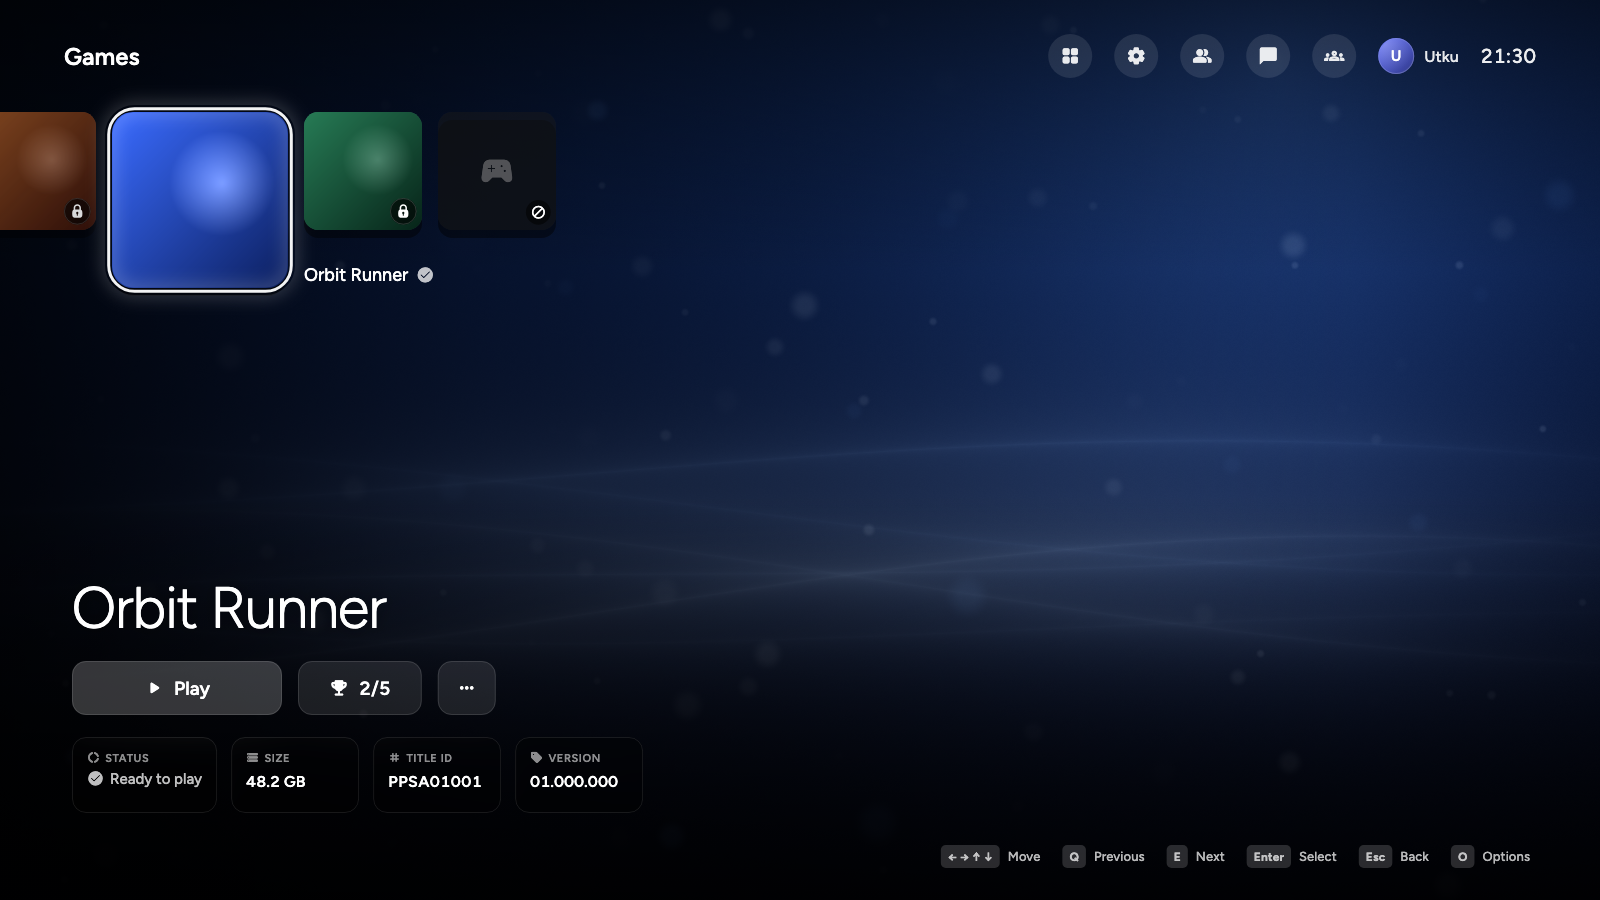 Games
U Utku 21:30
Orbit Runner
Orbit Runner
Play 2/5
STATUS SIZE TITLE ID VERSION
Ready to play 48.2 GB PPSA01001 01.000.000
←→↑↓ Move Q Previous E Next Enter Select Esc Back O Options